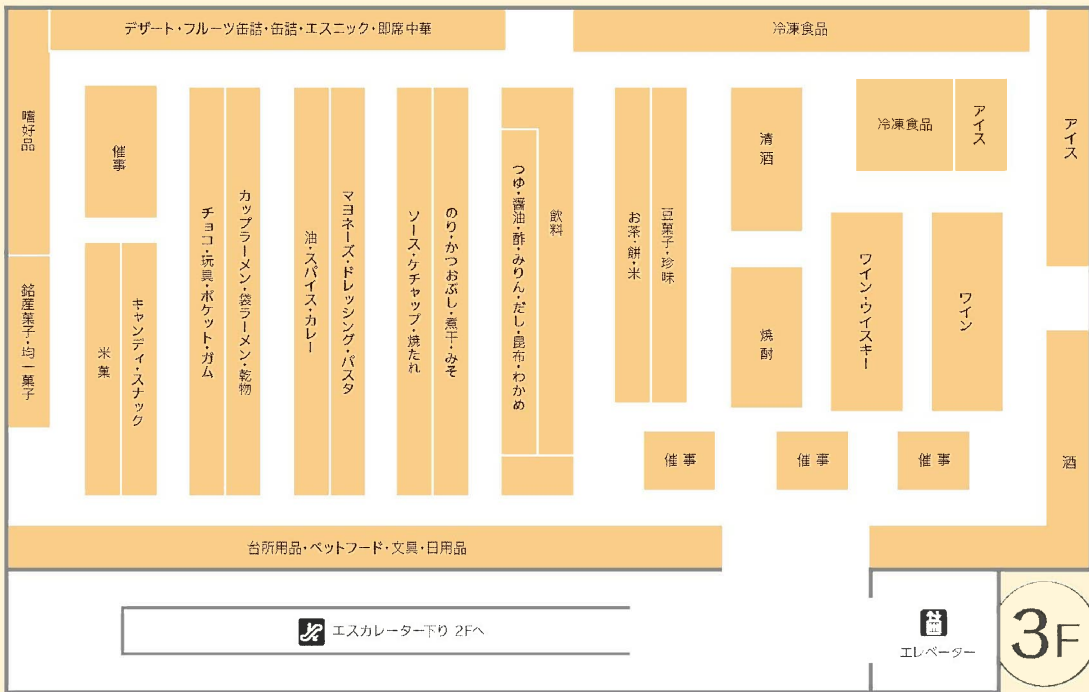 デザート・フルーツ缶詰・缶詰・エスニック・即席中華
冷凍食品
嗜好品
催事
チョコ・玩具・ポケット・ガム
カップラーメン・袋ラーメン・乾物
油・スパイス・カレー
マヨネーズ・ドレッシング・パスタ
ソース・ケチャップ・焼たれ
のり・かつおぶし・煮干・みそ
つゆ・醤油・酢・みりん・だし・昆布・わかめ
飲料
お茶・餅・米
豆菓子・珍味
清酒
冷凍食品
アイス
アイス
銘産菓子・均一菓子
米菓
キャンディ・スナック
焼酎
ワイン・ウイスキー
ワイン
催事
催事
催事
酒
台所用品・ペットフード・文具・日用品
エスカレーター下り 2Fへ
エレベーター
3F